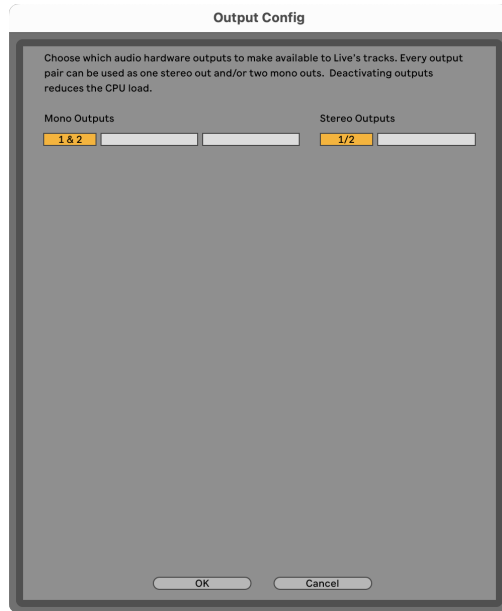 Output Config
Choose which audio hardware outputs to make available to Live's tracks. Every output
pair can be used as one stereo out and/or two mono outs.  Deactivating outputs
reduces the CPU load.
Mono Outputs
Stereo Outputs
1 & 2
1/2
OK
Cancel